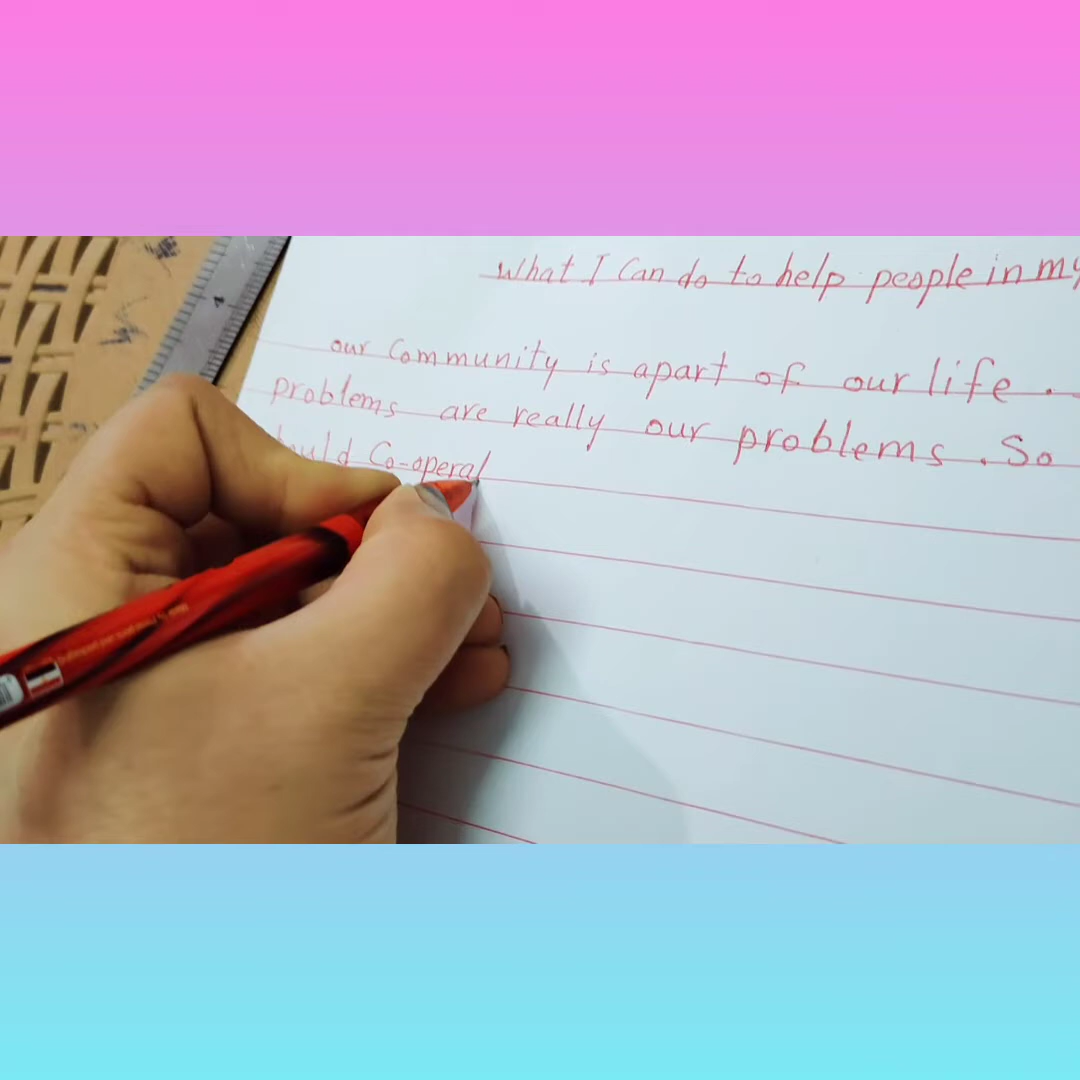 What I Can do to help people in my
our Community is apart of our life .
problems are really our problems . So
Co-operat